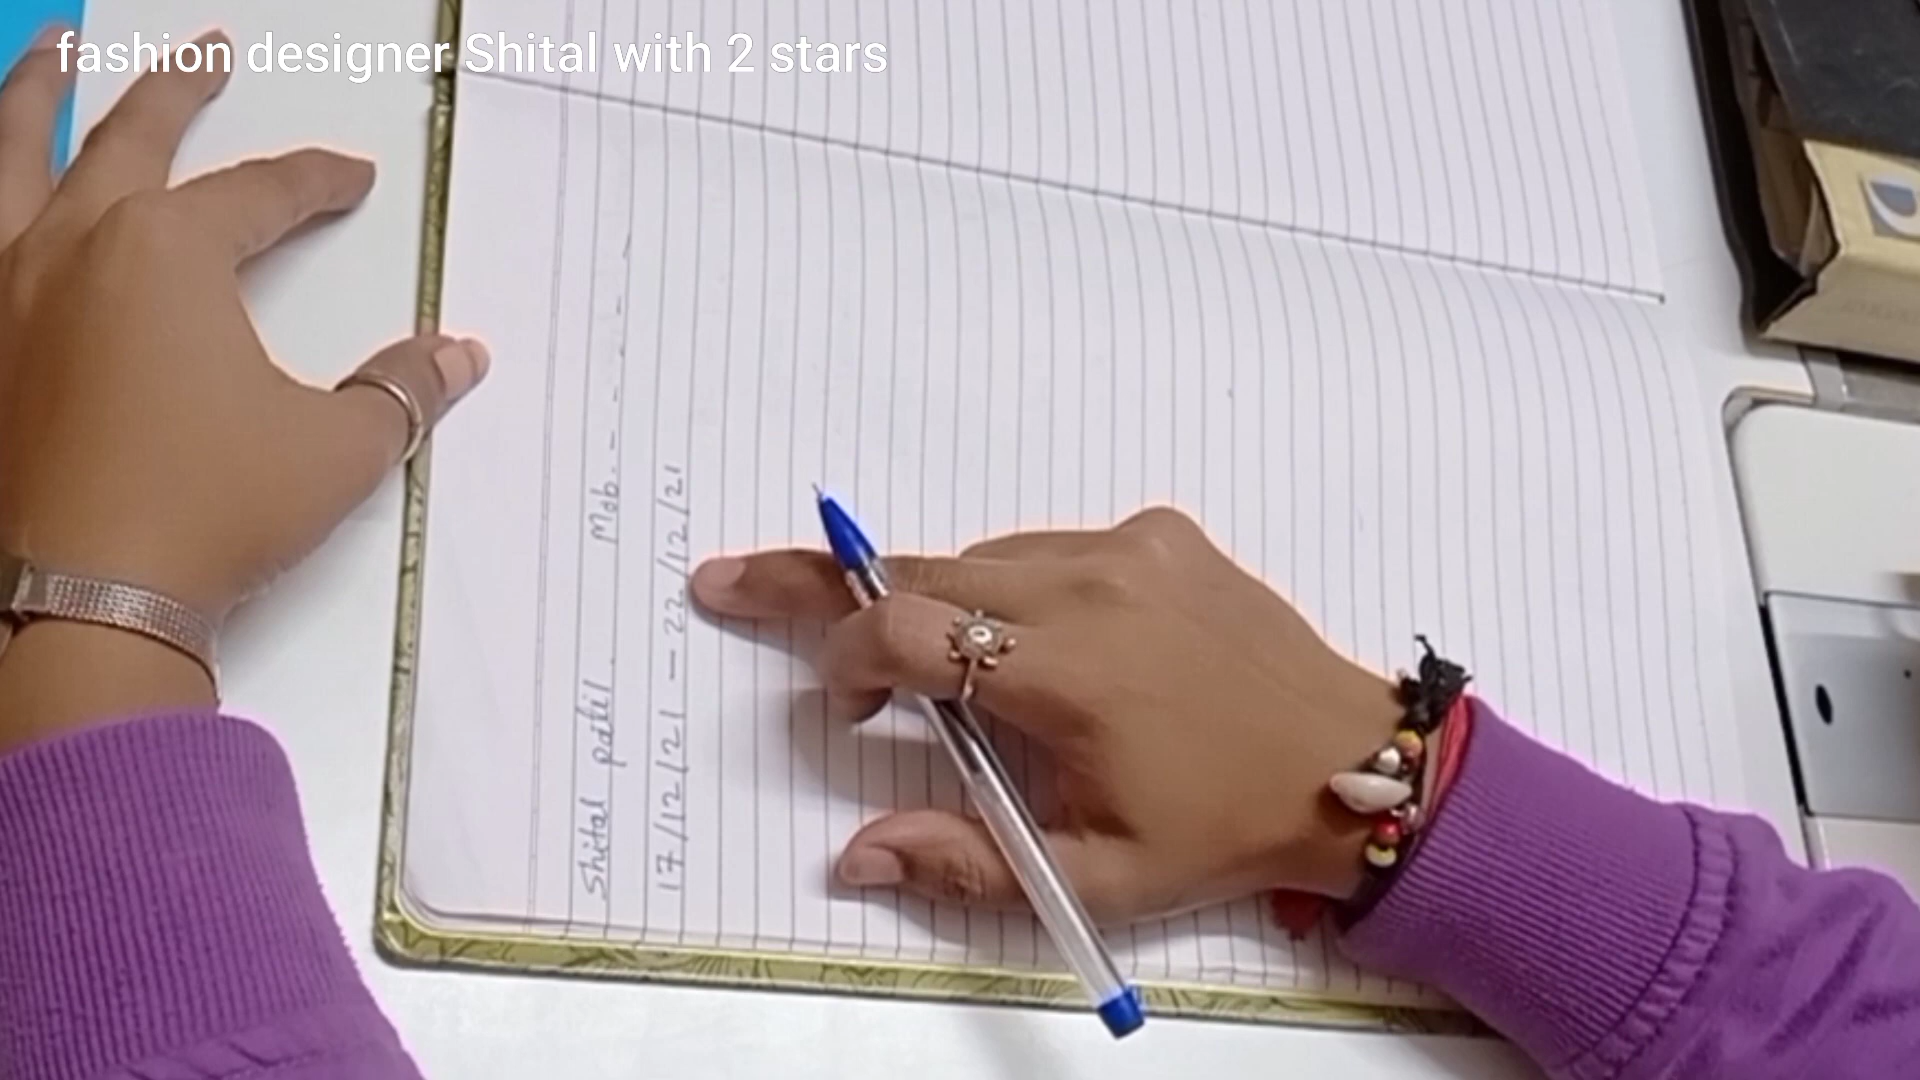 fashion designer Shital with 2 stars
Shital patil Mob. - - - - - -
17/12/21 - 22/12/21